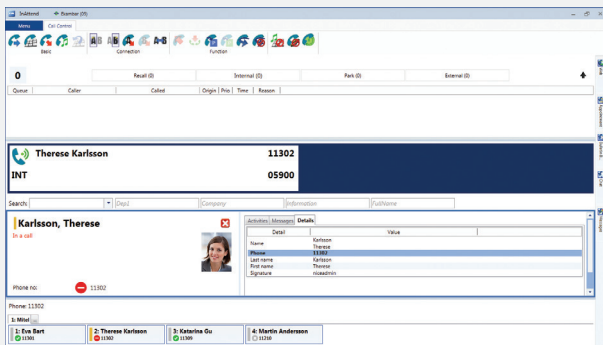 InAttend Exambar (05)
Menu Call Control
Basic Connection Function
0 Recall (0) Internal (0) Park (0) External (0)
Queue Caller Called Origin Prio Time Reason
Therese Karlsson 11302
INT 05900
Search: Dep1 Company Information FullName
Karlsson, Therese
In a call
Activities Messages Details
Detail Value
Name Karlsson
Therese
Phone 11302
Last name Karlsson
First name Therese
Signature niceadmin
Phone no: 11302
Phone: 11302
1: Mitel ...
1: Eva Bart 2: Therese Karlsson 3: Katarina Gu 4: Martin Andersson
11301 11302 11309 11210
Chat